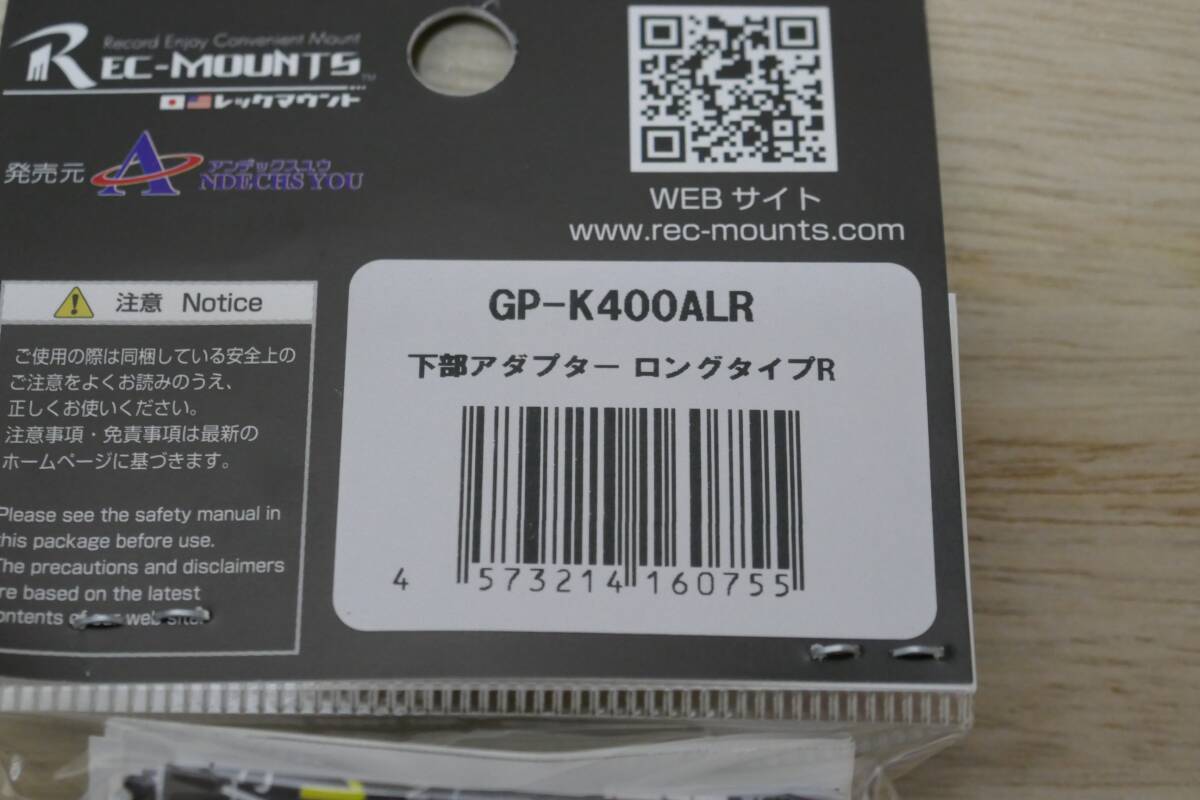 Record Enjoy Convenient Mount
REC-MOUNTS
レックマウント
発売元
アンデックスユウ
ANDECHS YOU
WEB サイト
www.rec-mounts.com
注意 Notice
ご使用の際は同梱している安全上の
ご注意をよくお読みのうえ、
正しくお使いください。
注意事項・免責事項は最新の
ホームページに基づきます。
Please see the safety manual in
this package before use.
The precautions and disclaimers
are based on the latest
contents of our web site.
GP-K400ALR
下部アダプター ロングタイプR
4 573214 160755